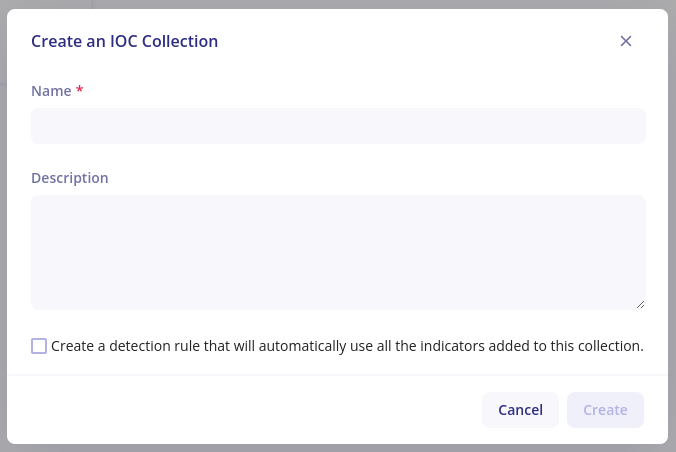 Create an IOC Collection
Name *
Description
Create a detection rule that will automatically use all the indicators added to this collection.
Cancel
Create